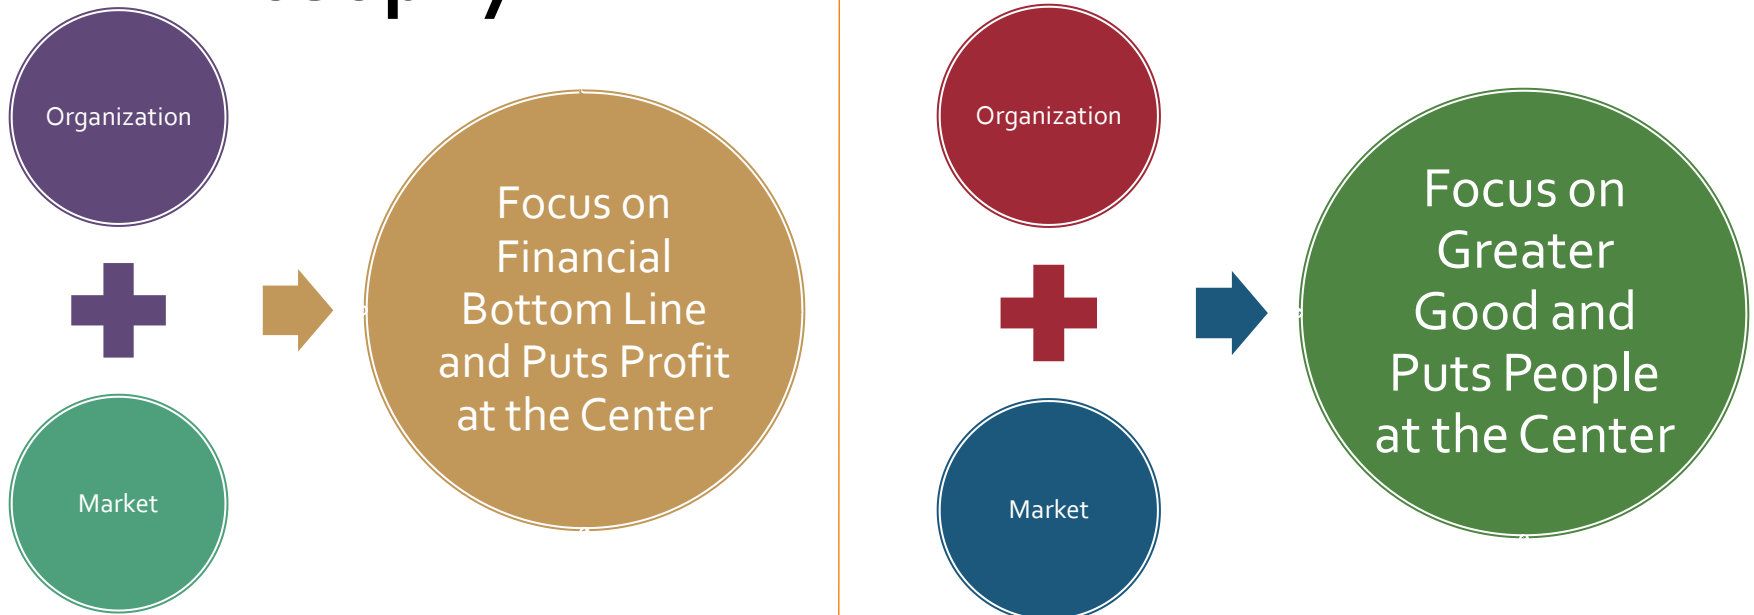 Organization
Focus on
Financial
Bottom Line
and Puts Profit
at the Center
Market
Organization
Focus on
Greater
Good and
Puts People
at the Center
Market